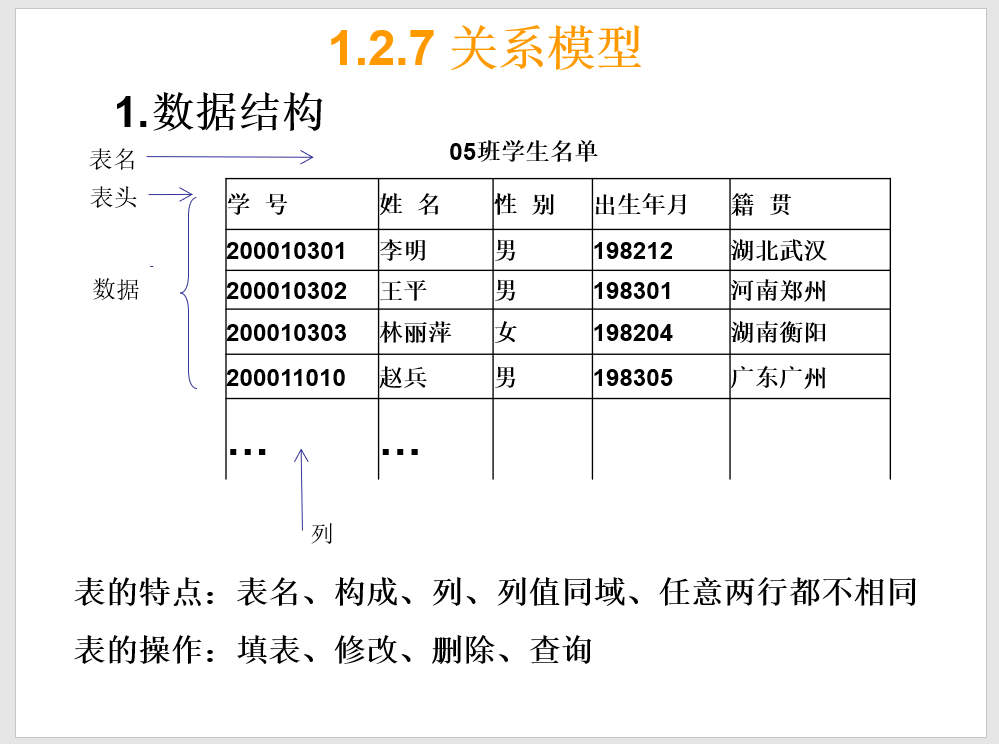 1.2.7 关系模型
1.数据结构
05班学生名单
表名
表头
学 号 姓 名 性 别 出生年月 籍 贯
200010301 李明 男 198212 湖北武汉
数据
200010302 王平 男 198301 河南郑州
200010303 林丽萍 女 198204 湖南衡阳
200011010 赵兵 男 198305 广东广州
… …
列
表的特点：表名、构成、列、列值同域、任意两行都不相同
表的操作：填表、修改、删除、查询